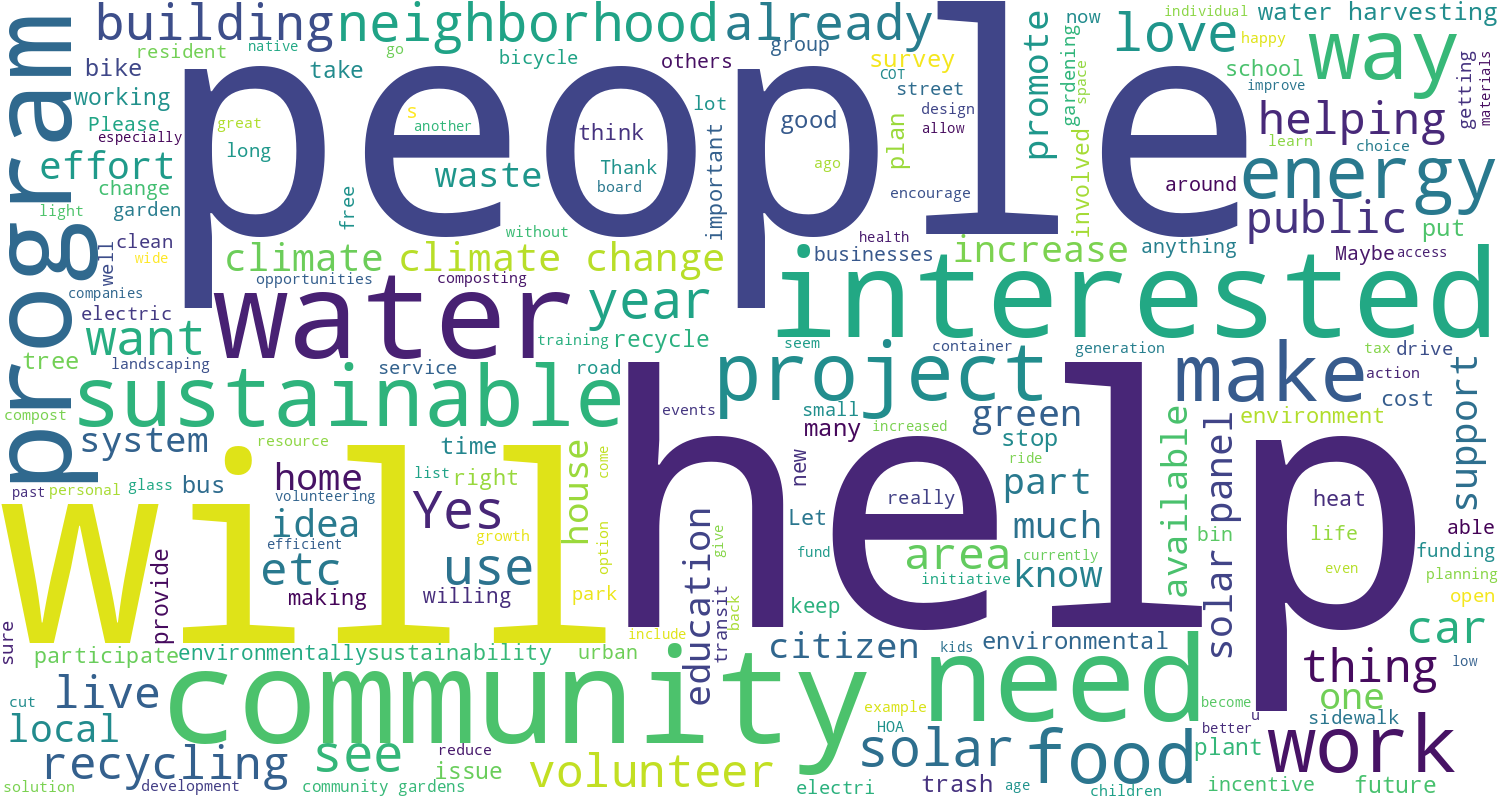 building
neighborhood
already
people
program
promote
now
love
individual
water harvesting
happy
way
resident
native
go
bicycle
group
others
survey
school
improve
bike
take
COT
street
gardening
space
getting
materials
working
Please
especially
great
long
s
another
lot
think
good
design
allow
helping
learn
choice
effort
change
light
garden
waste
Thank
board
important
ago
plan
encourage
involved
around
energy
public
put
free
clean
well
wide
without
health
climate
climate change
businesses
increase
anything
Maybe
access
companies
opportunities
composting
water
year
interested
electric
want
tree
landscaping
service
training
recycle
road
seem
container
generation
make
tax
drive
action
cost
support
compost
sustainable
project
help
events
small
many
increased
green
stop
ride
available
solar panel
environment
system
resource
time
list
right
house
come
past
personal
glass
bus
home
volunteering
Yes
growth
new
really
part
heat
life
even
bin
able
funding
planning
open
will
idea
efficient
etc
use
option
Let
much
fund
area
currently
initiative
know
provide
making
willing
park
education
transit
give
back
keep
sure
participate
environmentallysustainability
urban
include
citizen
kids
environmental
need
car
thing
low
live
community
one
become
better
u
sidewalk
cut
local
example
HOA
solar
food
plant
work
recycling
see
reduce
issue
volunteer
trash
age
children
incentive
future
solution
development
community gardens
electri